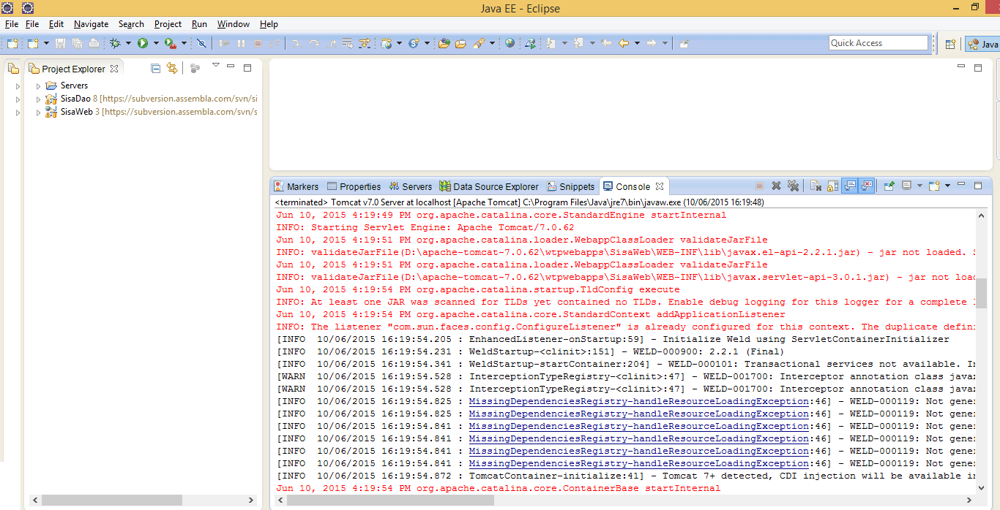 Java EE - Eclipse
File File Edit Navigate Search Project Run Window Help
Quick Access
Java
Project Explorer
Servers
SisaDao 8 [https://subversion.assembla.com/svn/si
SisaWeb 3 [https://subversion.assembla.com/svn/s
Markers Properties Servers Data Source Explorer Snippets Console
<terminated> Tomcat v7.0 Server at localhost [Apache Tomcat] C:\Program Files\Java\jre7\bin\javaw.exe (10/06/2015 16:19:48)
Jun 10, 2015 4:19:49 PM org.apache.catalina.core.StandardEngine startInternal
INFO: Starting Servlet Engine: Apache Tomcat/7.0.62
Jun 10, 2015 4:19:51 PM org.apache.catalina.loader.WebappClassLoader validateJarFile
INFO: validateJarFile(D:\apache-tomcat-7.0.62\wtpwebapps\SisaWeb\WEB-INF\lib\javax.el-api-2.2.1.jar) - jar not loaded. S
Jun 10, 2015 4:19:51 PM org.apache.catalina.loader.WebappClassLoader validateJarFile
INFO: validateJarFile(D:\apache-tomcat-7.0.62\wtpwebapps\SisaWeb\WEB-INF\lib\javax.servlet-api-3.0.1.jar) - jar not loa
Jun 10, 2015 4:19:54 PM org.apache.catalina.startup.TldConfig execute
INFO: At least one JAR was scanned for TLDs yet contained no TLDs. Enable debug logging for this logger for a complete
Jun 10, 2015 4:19:54 PM org.apache.catalina.core.StandardContext addApplicationListener
INFO: The listener "com.sun.faces.config.ConfigureListener" is already configured for this context. The duplicate defin
[INFO  10/06/2015 16:19:54.205 : EnhancedListener-onStartup:59] - Initialize Weld using ServletContainerInitializer
[INFO  10/06/2015 16:19:54.231 : WeldStartup-<clinit>:151] - WELD-000900: 2.2.1 (Final)
[INFO  10/06/2015 16:19:54.341 : WeldStartup-startContainer:204] - WELD-000101: Transactional services not available. In
[WARN  10/06/2015 16:19:54.528 : InterceptionTypeRegistry-<clinit>:47] - WELD-001700: Interceptor annotation class javax
[WARN  10/06/2015 16:19:54.528 : InterceptionTypeRegistry-<clinit>:47] - WELD-001700: Interceptor annotation class javax
[INFO  10/06/2015 16:19:54.825 : MissingDependenciesRegistry-handleResourceLoadingException:46] - WELD-000119: Not gene
[INFO  10/06/2015 16:19:54.825 : MissingDependenciesRegistry-handleResourceLoadingException:46] - WELD-000119: Not gene
[INFO  10/06/2015 16:19:54.841 : MissingDependenciesRegistry-handleResourceLoadingException:46] - WELD-000119: Not gene
[INFO  10/06/2015 16:19:54.841 : MissingDependenciesRegistry-handleResourceLoadingException:46] - WELD-000119: Not gene
[INFO  10/06/2015 16:19:54.841 : MissingDependenciesRegistry-handleResourceLoadingException:46] - WELD-000119: Not gene
[INFO  10/06/2015 16:19:54.841 : MissingDependenciesRegistry-handleResourceLoadingException:46] - WELD-000119: Not gene
[INFO  10/06/2015 16:19:54.872 : TomcatContainer-initialize:41] - Tomcat 7+ detected, CDI injection will be available in
Jun 10, 2015 4:19:54 PM org.apache.catalina.core.ContainerBase startInternal